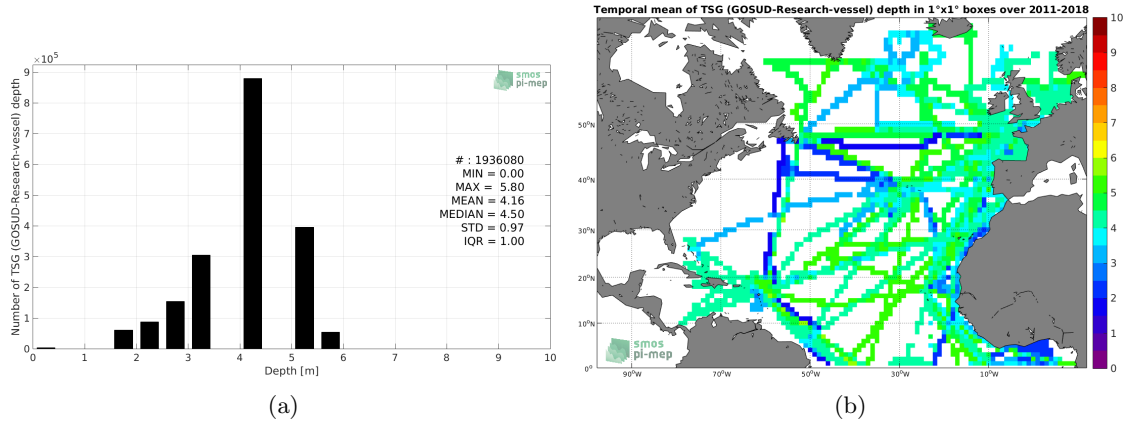 ×10⁵
9
8
7
6
5
4
3
2
1
0
Number of TSG (GOSUD-Research-vessel) depth
smos
pi-mep
# : 1936080
MIN = 0.00
MAX = 5.80
MEAN = 4.16
MEDIAN = 4.50
STD = 0.97
IQR = 1.00
0 1 2 3 4 5 6 7 8 9 10
Depth [m]
(a)
Temporal mean of TSG (GOSUD-Research-vessel) depth in 1°x1° boxes over 2011-2018
50°N
40°N
30°N
20°N
10°N
0°
90°W 70°W 50°W 30°W 10°W
smos
pi-mep
10
9
8
7
6
5
4
3
2
1
0
(b)